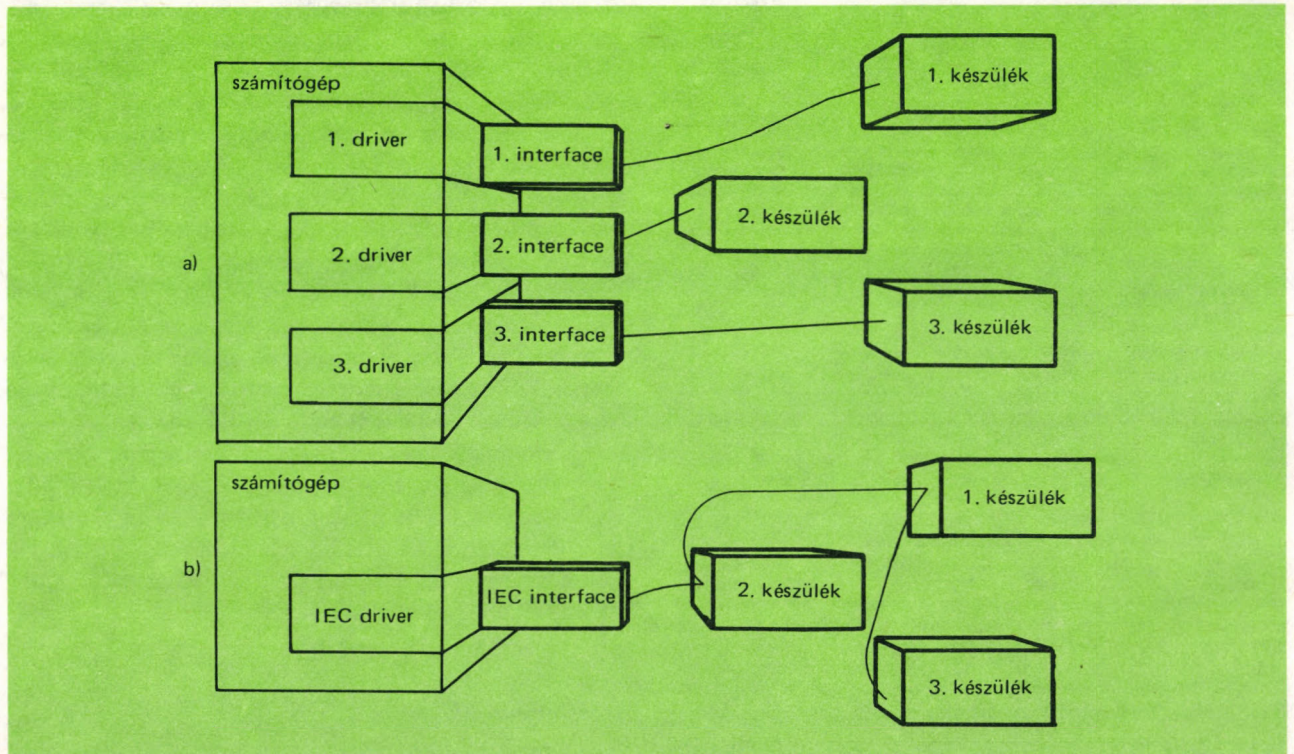 a)
számítógép
1. driver
1. interface
1. készülék
2. driver
2. interface
2. készülék
3. driver
3. interface
3. készülék
b)
számítógép
IEC driver
IEC interface
1. készülék
2. készülék
3. készülék